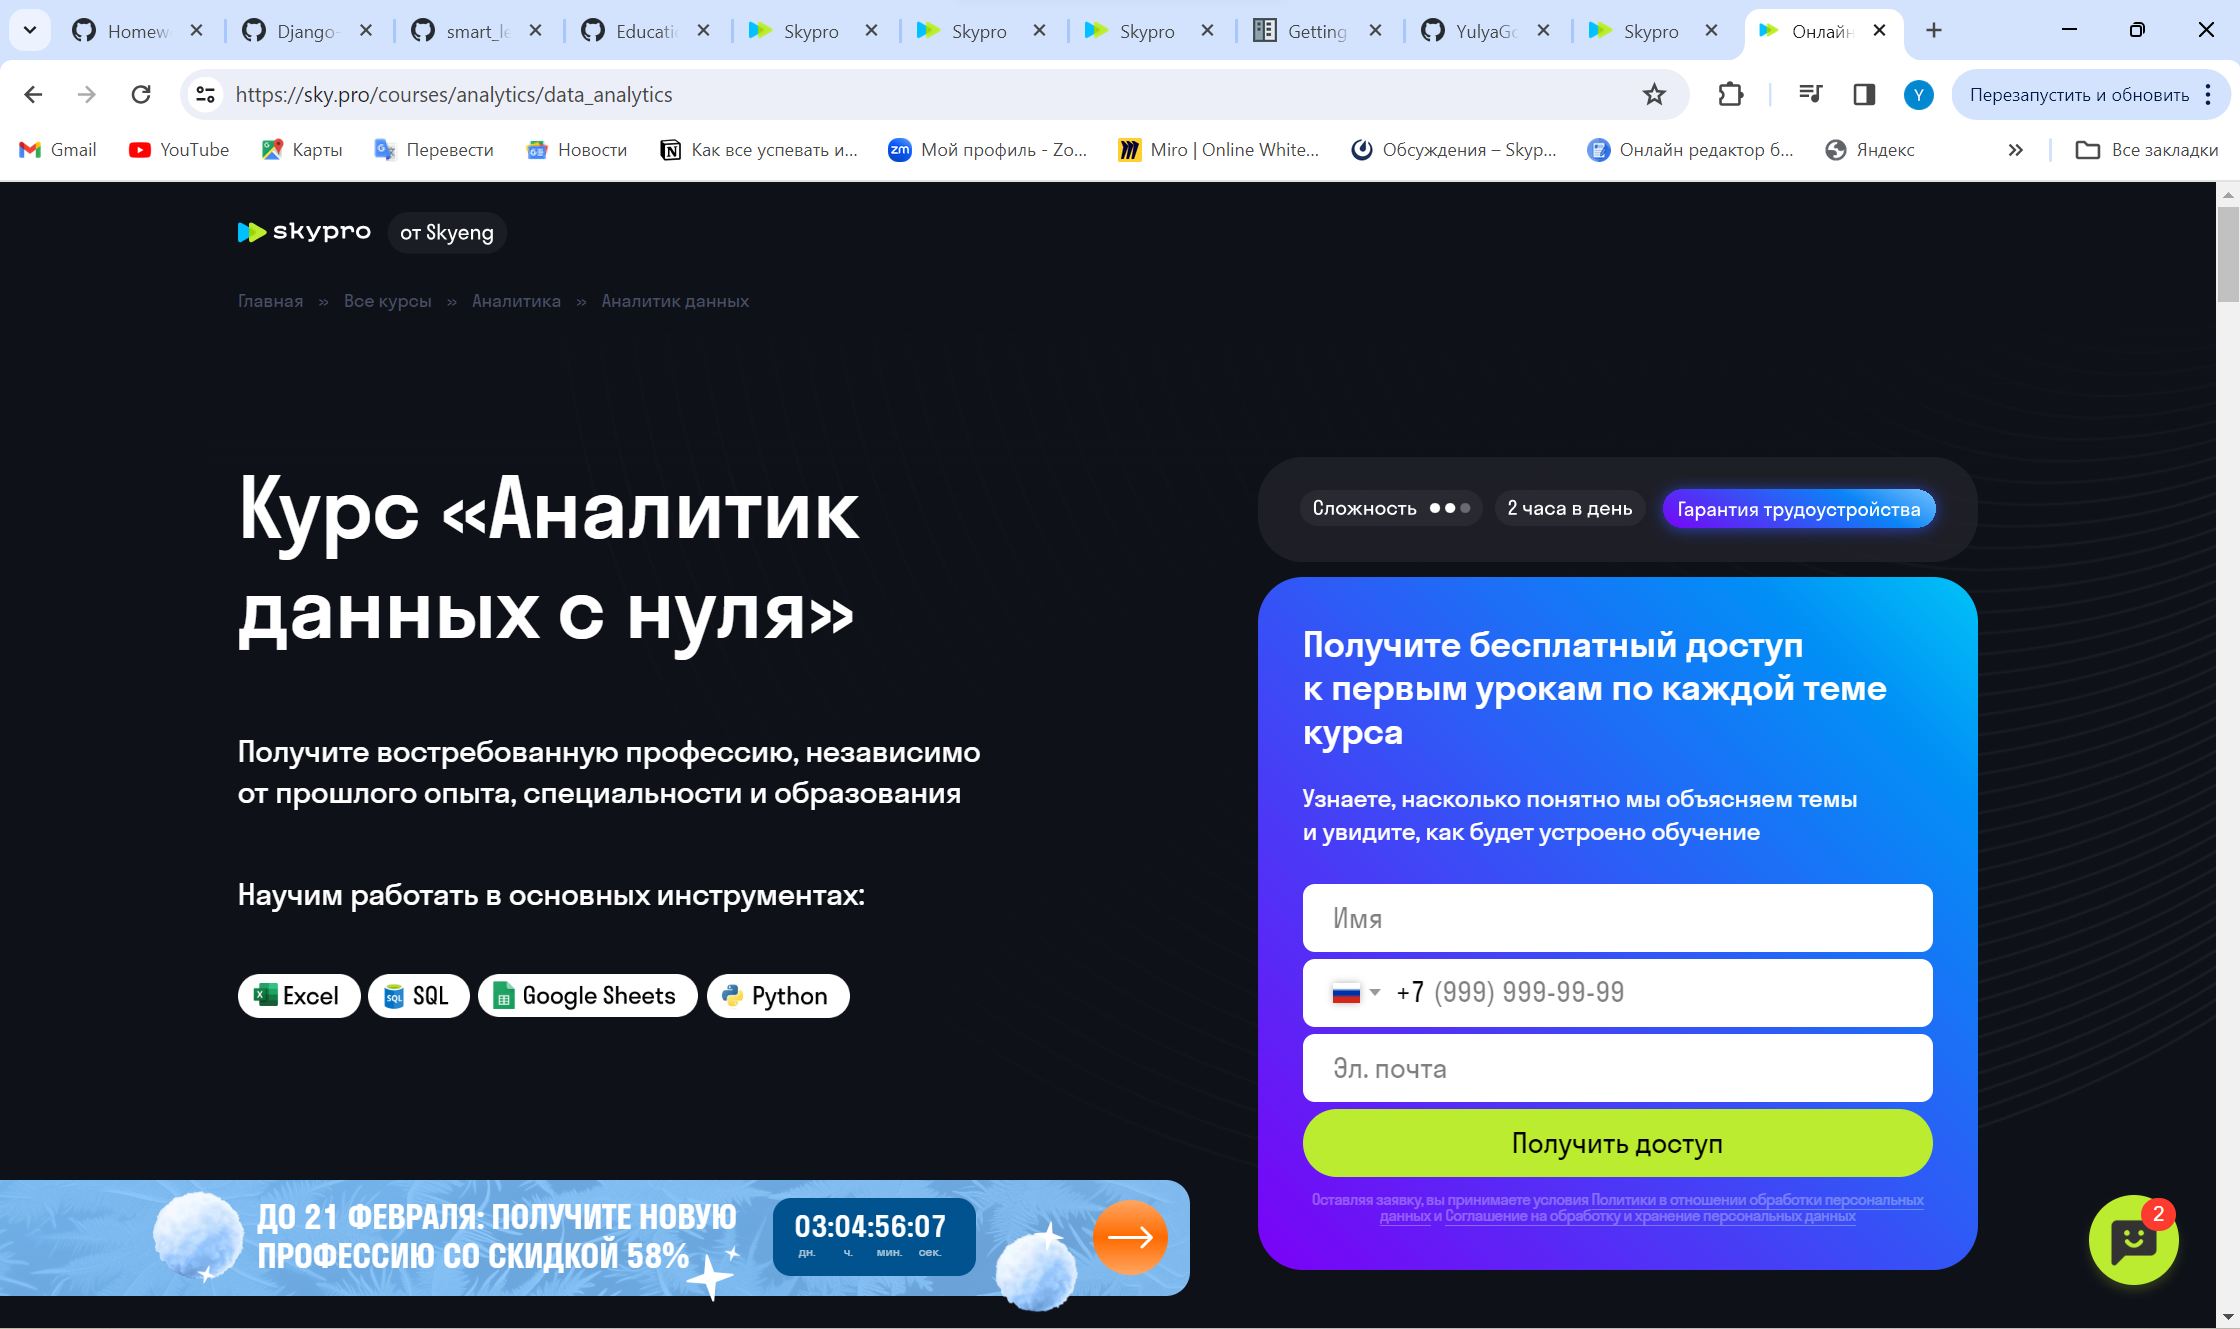 Homew
Django-
smart_le
Educati
Skypro
Skypro
Skypro
Getting
YulyaGo
Skypro
Онлайн
https://sky.pro/courses/analytics/data_analytics
Y
Перезапустить и обновить
Gmail
YouTube
Карты
Перевести
Новости
Как все успевать и...
zm Мой профиль - Zo...
Miro | Online White...
Обсуждения – Skyp...
Онлайн редактор б...
Яндекс
Все закладки
skypro
от Skyeng
Главная » Все курсы » Аналитика » Аналитик данных
Курс «Аналитик
данных с нуля»
Получите востребованную профессию, независимо
от прошлого опыта, специальности и образования
Научим работать в основных инструментах:
Excel
SQL SQL
Google Sheets
Python
Сложность
2 часа в день
Гарантия трудоустройства
Получите бесплатный доступ
к первым урокам по каждой теме
курса
Узнаете, насколько понятно мы объясняем темы
и увидите, как будет устроено обучение
Имя
+7 (999) 999-99-99
Эл. почта
Получить доступ
Оставляя заявку, вы принимаете условия Политики в отношении обработки персональных
данных и Соглашение на обработку и хранение персональных данных
ДО 21 ФЕВРАЛЯ: ПОЛУЧИТЕ НОВУЮ
ПРОФЕССИЮ СО СКИДКОЙ 58%
03:04:56:07
дн. ч. мин. сек.
2